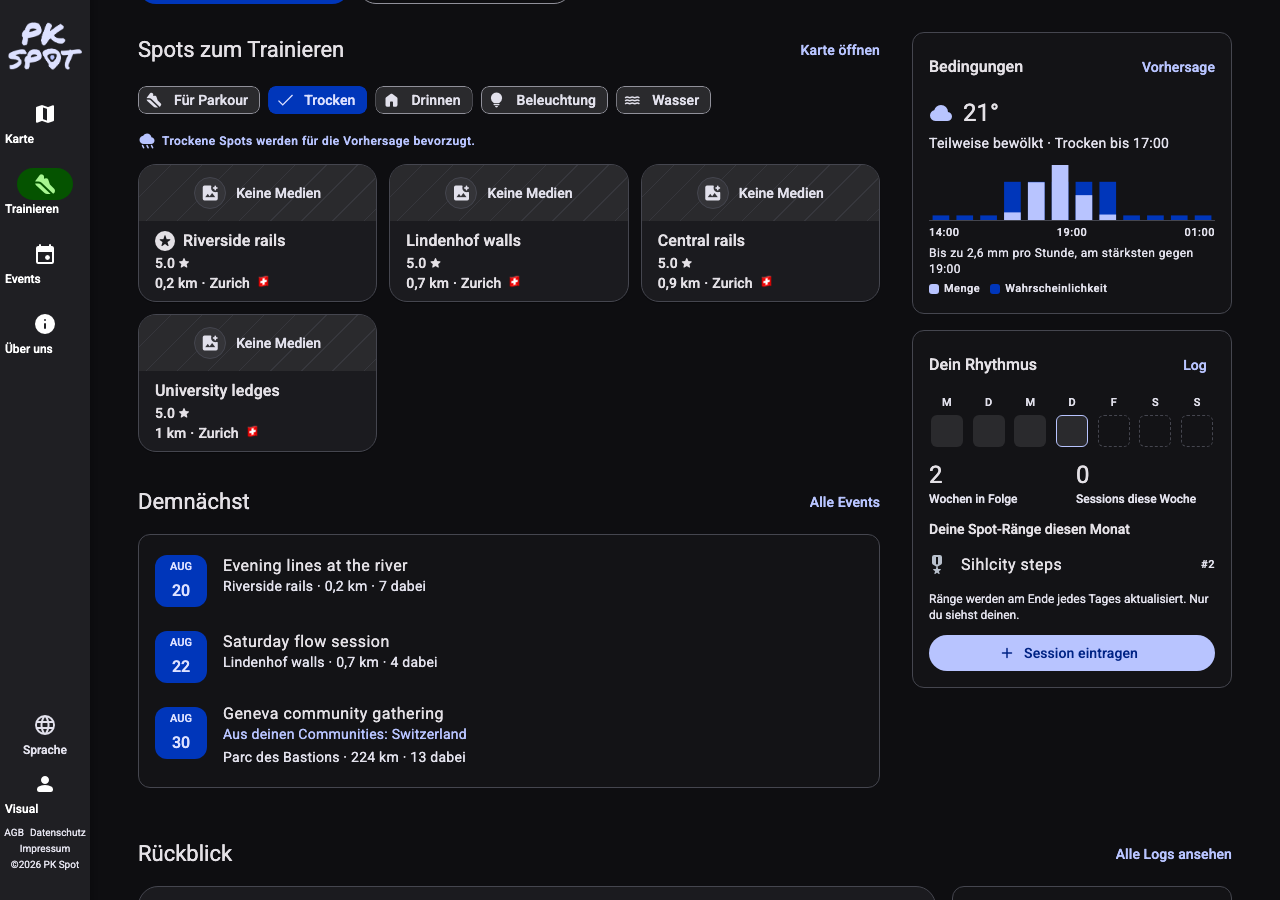 PK SPOT
Karte
Trainieren
Events
Über uns
Sprache
Visual
AGB Datenschutz
Impressum
©2026 PK Spot
Spots zum Trainieren
Karte öffnen
Für Parkour
Trocken
Drinnen
Beleuchtung
Wasser
Trockene Spots werden für die Vorhersage bevorzugt.
Keine Medien
Riverside rails
5.0
0,2 km · Zurich
Keine Medien
Lindenhof walls
5.0
0,7 km · Zurich
Keine Medien
Central rails
5.0
0,9 km · Zurich
Keine Medien
University ledges
5.0
1 km · Zurich
Demnächst
Alle Events
AUG
20
Evening lines at the river
Riverside rails · 0,2 km · 7 dabei
AUG
22
Saturday flow session
Lindenhof walls · 0,7 km · 4 dabei
AUG
30
Geneva community gathering
Aus deinen Communities: Switzerland
Parc des Bastions · 224 km · 13 dabei
Bedingungen
Vorhersage
21°
Teilweise bewölkt · Trocken bis 17:00
14:00 19:00 01:00
Bis zu 2,6 mm pro Stunde, am stärksten gegen
19:00
Menge Wahrscheinlichkeit
Dein Rhythmus
Log
M D M D F S S
2
Wochen in Folge
0
Sessions diese Woche
Deine Spot-Ränge diesen Monat
Sihlcity steps
#2
Ränge werden am Ende jedes Tages aktualisiert. Nur
du siehst deinen.
Session eintragen
Rückblick
Alle Logs ansehen